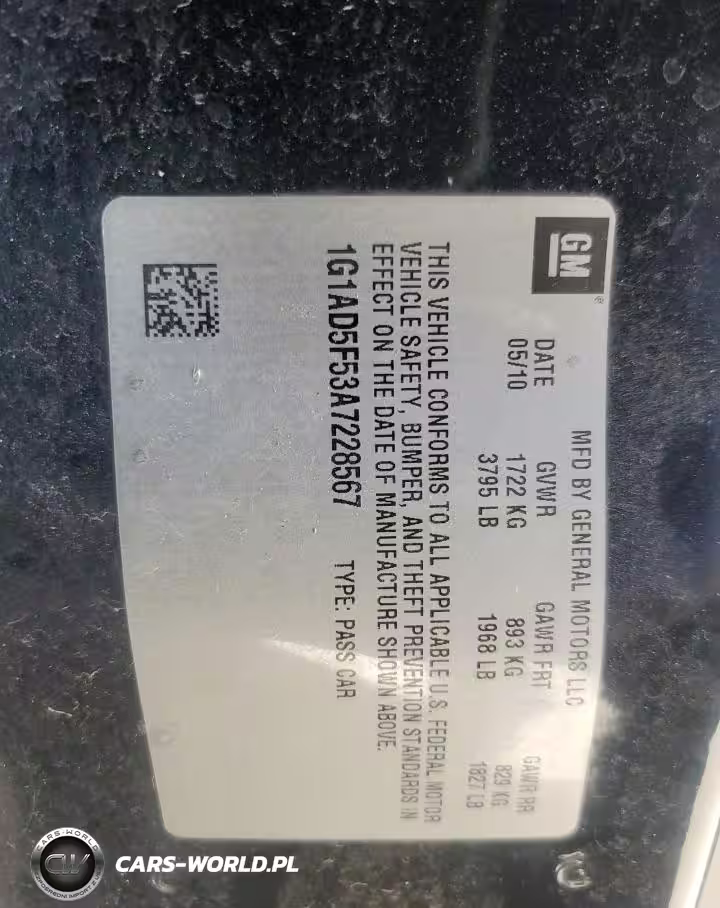 GM
®
MFD BY GENERAL MOTORS LLC
DATE GVWR GAWR FRT GAWR RR
05/10 1722 KG 893 KG 829 KG
3795 LB 1968 LB 1827 LB
THIS VEHICLE CONFORMS TO ALL APPLICABLE U.S. FEDERAL MOTOR
VEHICLE SAFETY, BUMPER, AND THEFT PREVENTION STANDARDS IN
EFFECT ON THE DATE OF MANUFACTURE SHOWN ABOVE.
1G1AD5F53A7228567 TYPE: PASS CAR
CARS-WORLD
CW
CARS-WORLD.PL